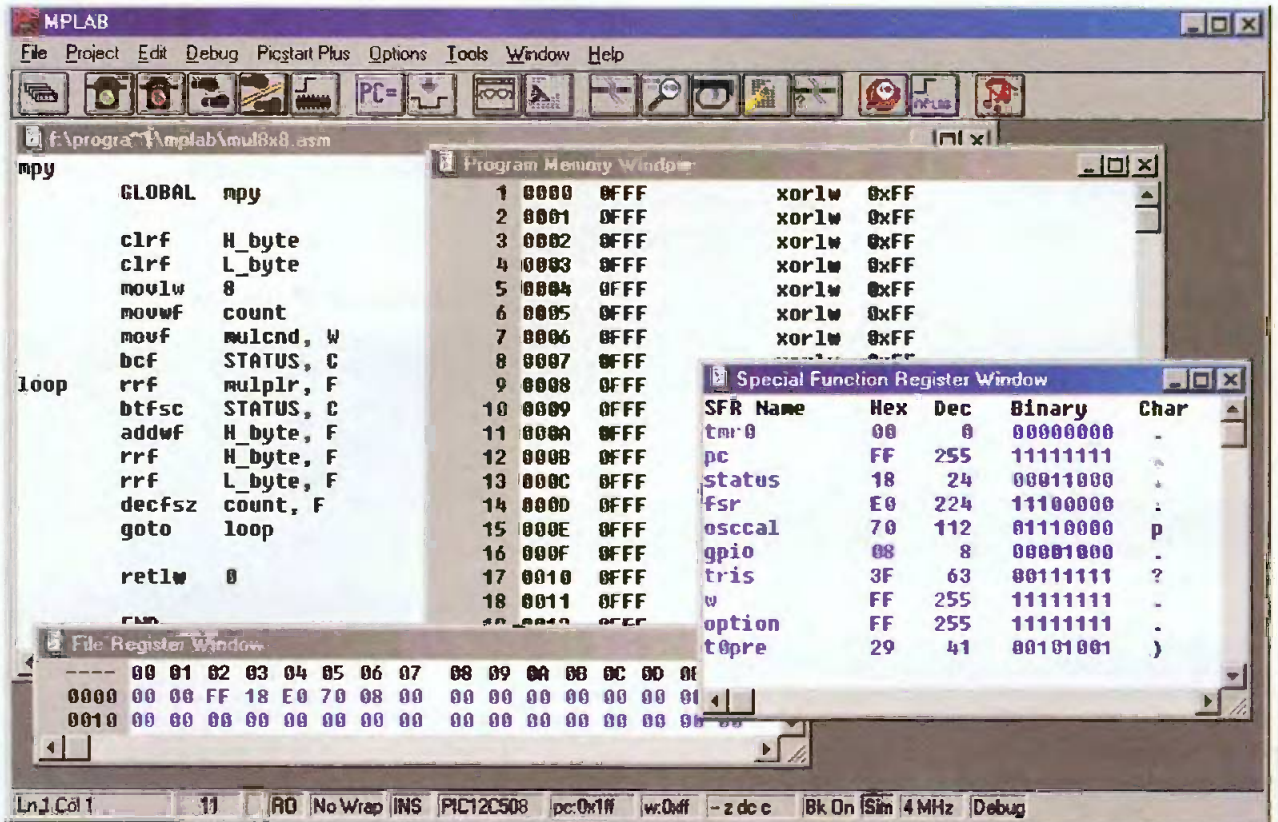 MPLAB
File Project Edit Debug Picstart Plus Options Tools Window Help
PC=
f:\progra~1\mplab\mul8x8.asm
mpy
GLOBAL mpy
clrf H_byte
clrf L_byte
movlw 8
movwf count
movf mulcnd, W
bcf STATUS, C
loop rrf mulplr, F
btfsc STATUS, C
addwf H_byte, F
rrf H_byte, F
rrf L_byte, F
decfsz count, F
goto loop
retlw 0
END
Program Memory Window
1 0000 0FFF xorlw 0xFF
2 0001 0FFF xorlw 0xFF
3 0002 0FFF xorlw 0xFF
4 0003 0FFF xorlw 0xFF
5 0004 0FFF xorlw 0xFF
6 0005 0FFF xorlw 0xFF
7 0006 0FFF xorlw 0xFF
8 0007 0FFF
9 0008 0FFF
10 0009 0FFF
11 000A 0FFF
12 000B 0FFF
13 000C 0FFF
14 000D 0FFF
15 000E 0FFF
16 000F 0FFF
17 0010 0FFF
18 0011 0FFF
Special Function Register Window
SFR Name Hex Dec Binary Char
tmr0 00 0 00000000 .
pc FF 255 11111111 .
status 18 24 00011000 .
fsr E0 224 11100000 .
osccal 70 112 01110000 p
gpio 08 8 00001000 .
tris 3F 63 00111111 ?
w FF 255 11111111 .
option FF 255 11111111 .
t0pre 29 41 00101001 )
File Register Window
---- 00 01 02 03 04 05 06 07 08 09 0A 0B 0C 0D
0000 00 00 FF 18 E0 70 08 00 00 00 00 00 00 00
0010 00 00 00 00 00 00 00 00 00 00 00 00 00 00
Ln 1 Col 1 11 RO No Wrap INS PIC12C508 pc:0x1ff w:0xff - z dc c Bk On Sim 4 MHz Debug